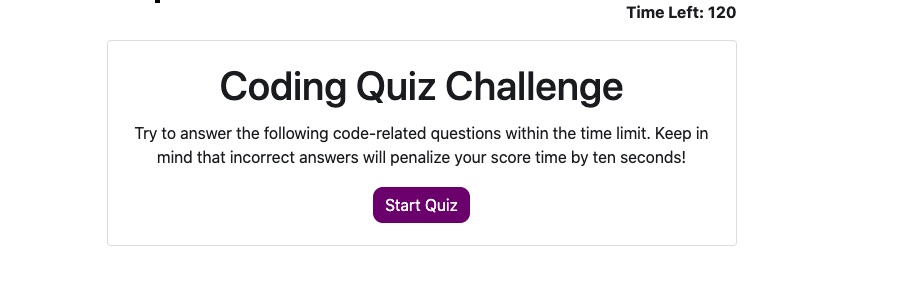 Time Left: 120
Coding Quiz Challenge
Try to answer the following code-related questions within the time limit. Keep in
mind that incorrect answers will penalize your score time by ten seconds!
Start Quiz